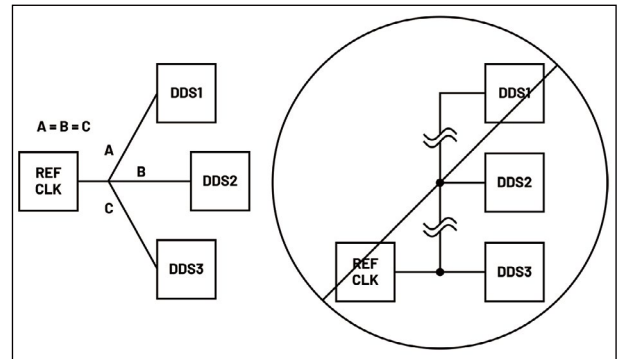 DDS1
A = B = C
A
REF
CLK
B
DDS2
C
DDS3
DDS1
DDS2
REF
CLK
DDS3